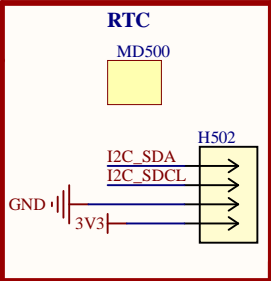 RTC
MD500
H502
I2C_SDA
I2C_SDCL
GND
3V3